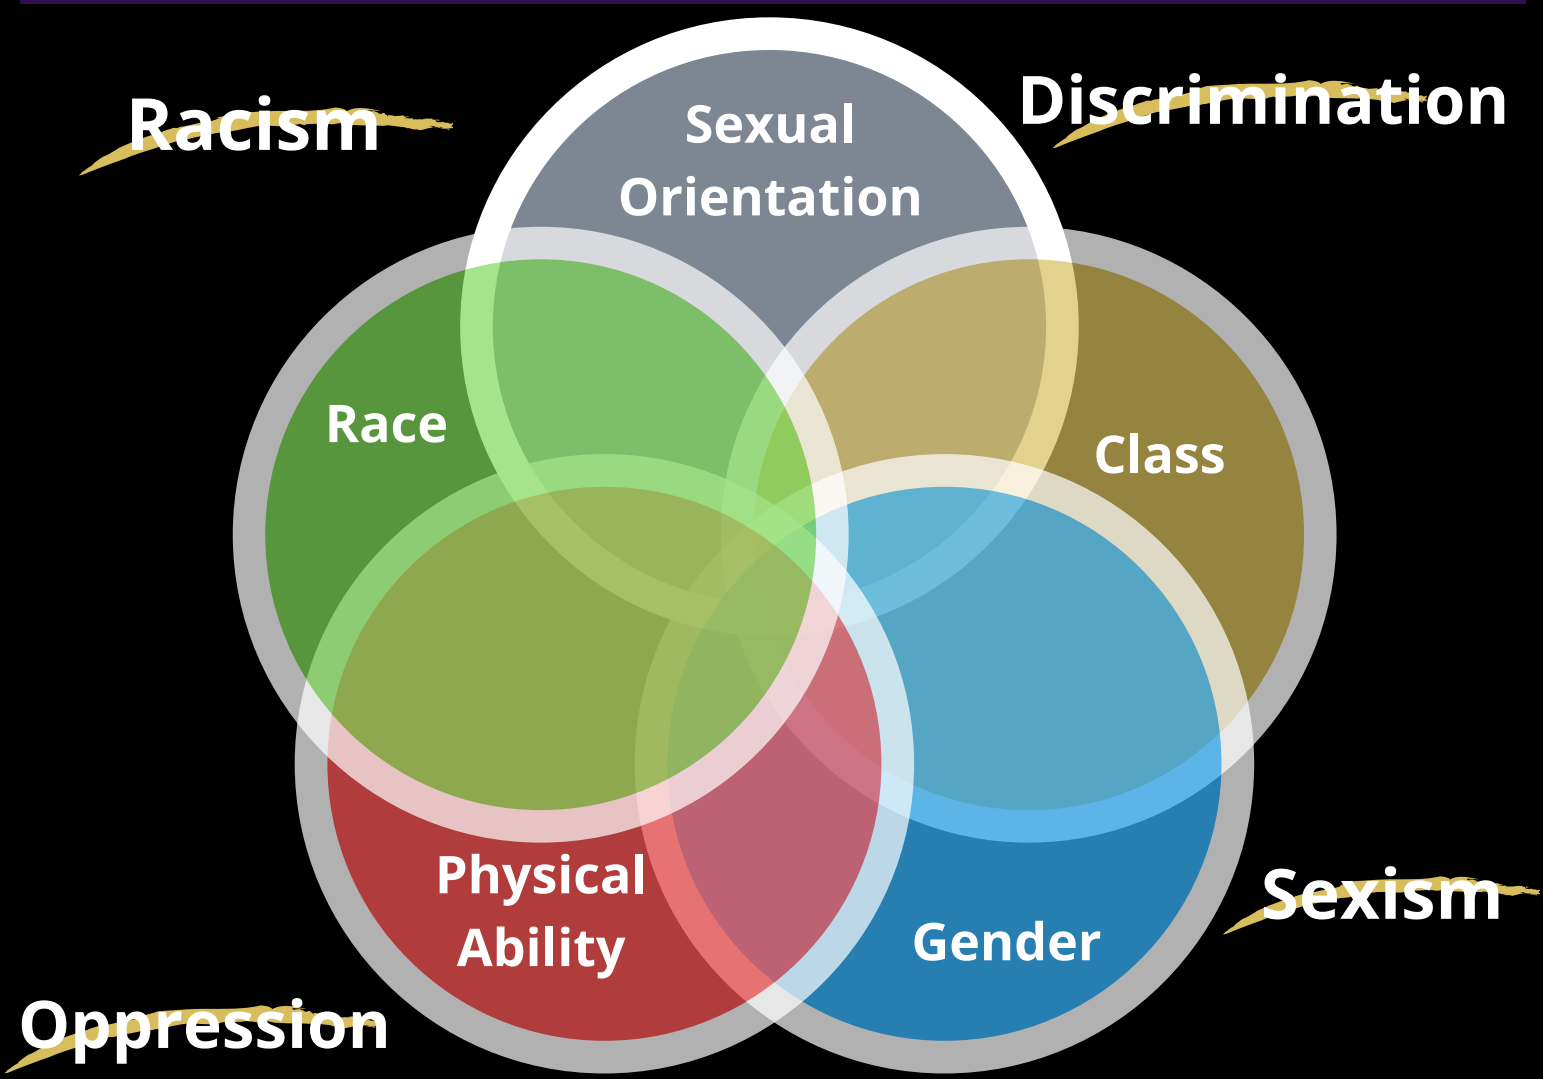 Racism
Discrimination
Sexual
Orientation
Race
Class
Physical
Ability
Gender
Sexism
Oppression